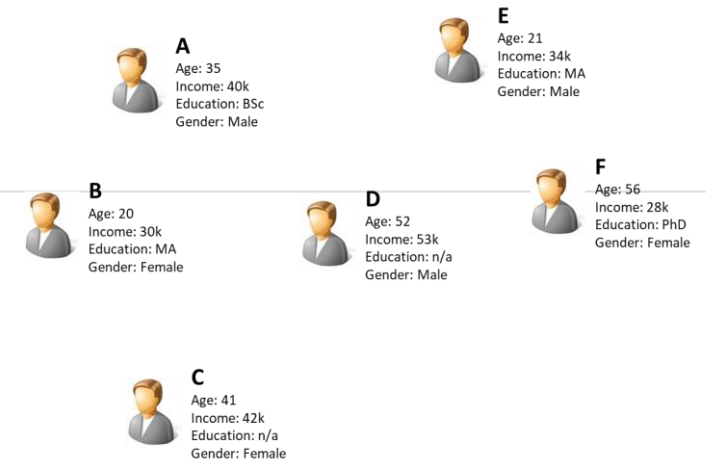 A
Age: 35
Income: 40k
Education: BSc
Gender: Male
E
Age: 21
Income: 34k
Education: MA
Gender: Male
B
Age: 20
Income: 30k
Education: MA
Gender: Female
D
Age: 52
Income: 53k
Education: n/a
Gender: Male
F
Age: 56
Income: 28k
Education: PhD
Gender: Female
C
Age: 41
Income: 42k
Education: n/a
Gender: Female